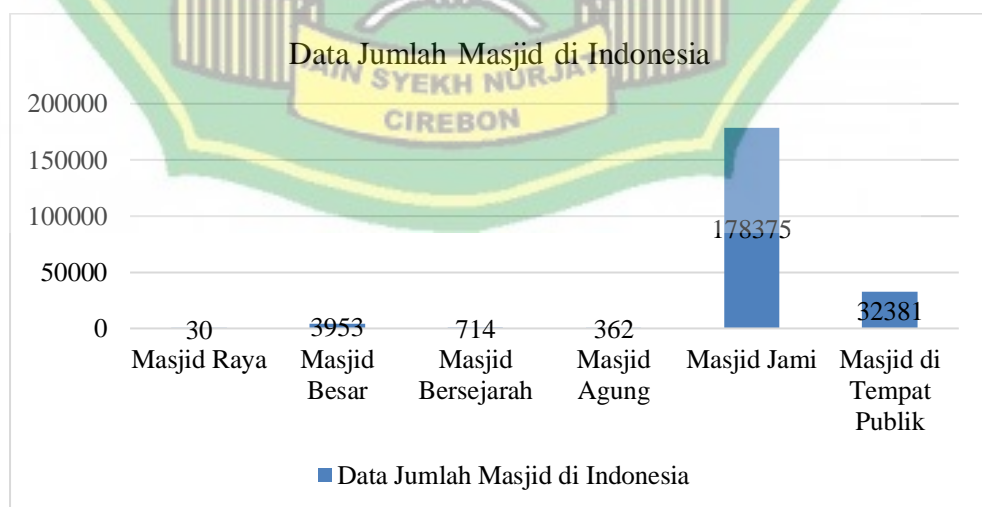 Data Jumlah Masjid di Indonesia
IAIN SYEKH NURJATI
CIREBON
200000
150000
100000
50000
0
178375
32381
30
3953
714
362
Masjid Raya
Masjid
Besar
Masjid
Bersejarah
Masjid
Agung
Masjid Jami
Masjid di
Tempat
Publik
Data Jumlah Masjid di Indonesia